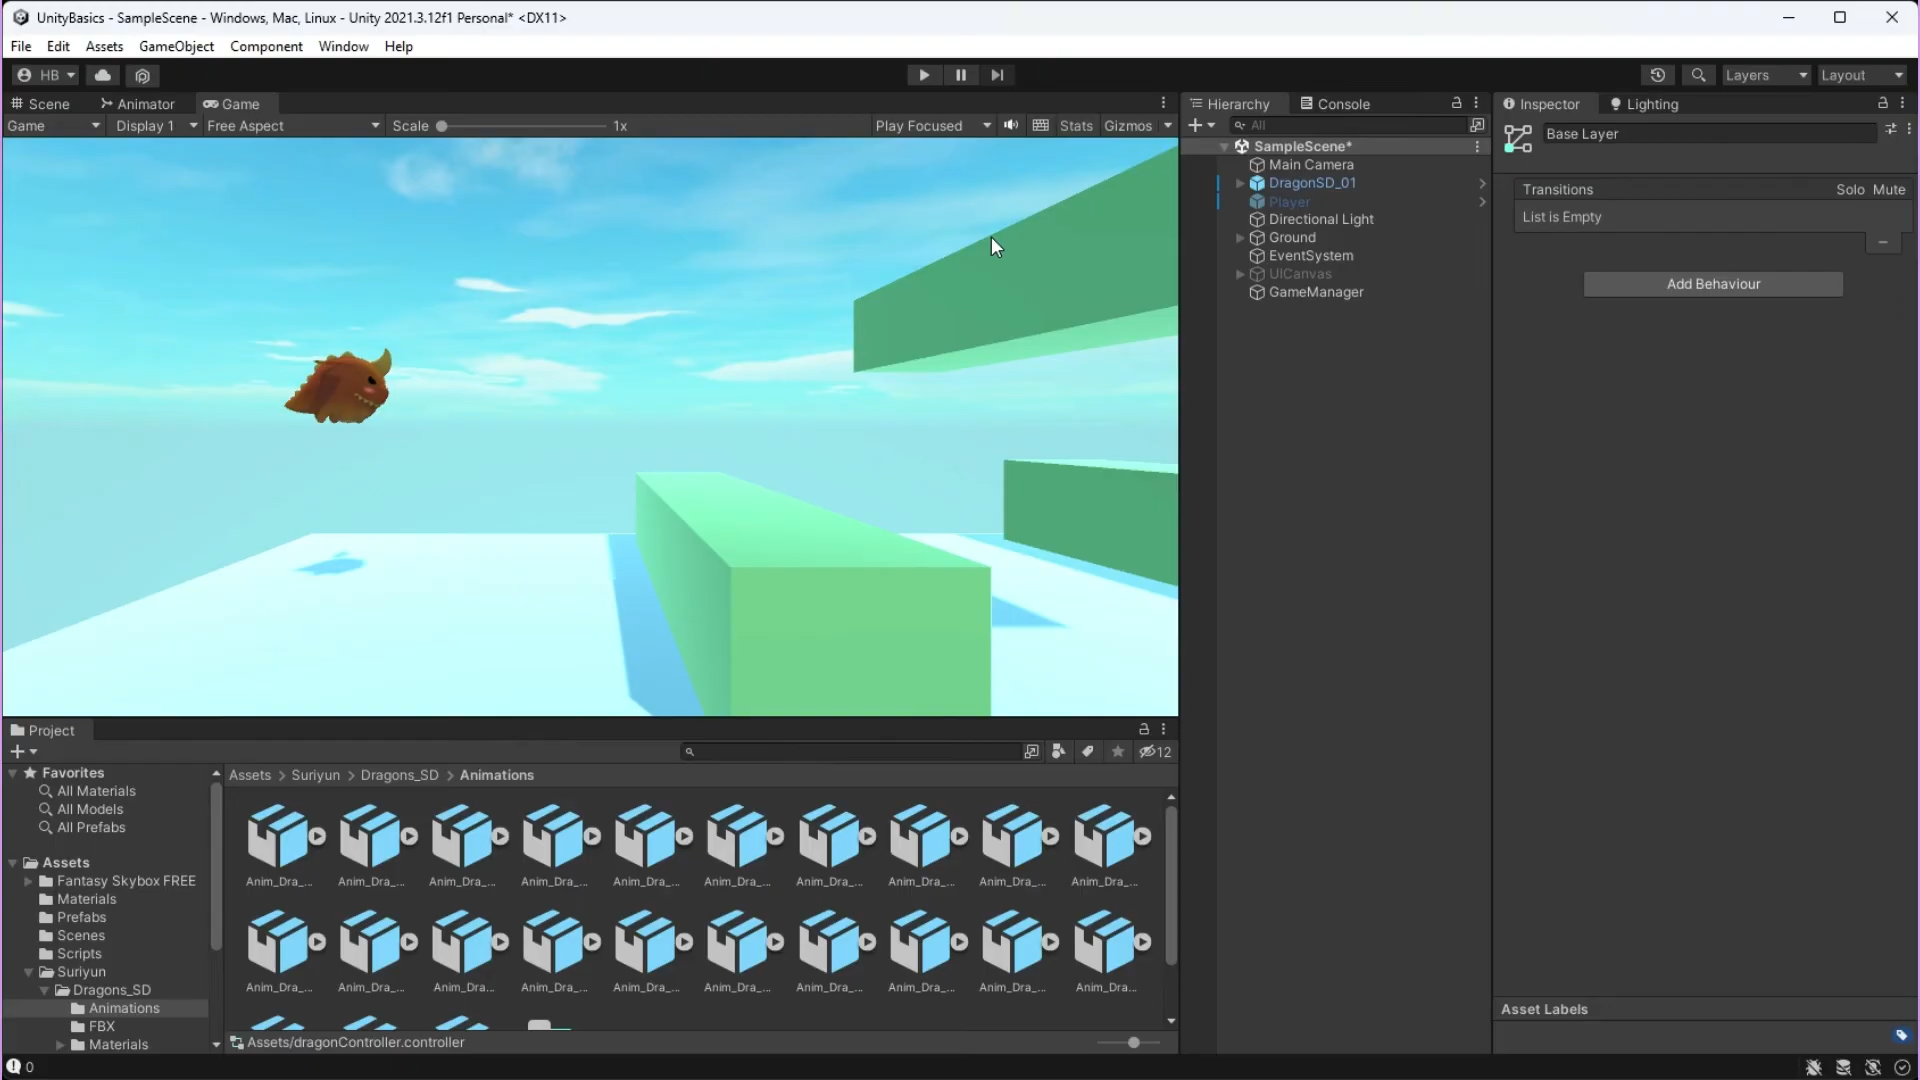 UnityBasics - SampleScene - Windows, Mac, Linux - Unity 2021.3.12f1 Personal* <DX11>
File Edit Assets GameObject Component Window Help
HB
Layers
Layout
Scene
Animator
Game
Hierarchy
Console
Inspector
Lighting
Game
Display 1
Free Aspect
Scale
1x
Play Focused
Stats
Gizmos
All
Base Layer
SampleScene*
Main Camera
DragonSD_01
Player
Directional Light
Ground
EventSystem
UICanvas
GameManager
Transitions
Solo Mute
List is Empty
Add Behaviour
Project
12
Favorites
All Materials
All Models
All Prefabs
Assets
Fantasy Skybox FREE
Materials
Prefabs
Scenes
Scripts
Suriyun
Dragons_SD
Animations
FBX
Materials
Assets > Suriyun > Dragons_SD > Animations
Anim_Dra_... Anim_Dra_... Anim_Dra_... Anim_Dra_... Anim_Dra_... Anim_Dra_... Anim_Dra_... Anim_Dra_... Anim_Dra_... Anim_Dra_...
Anim_Dra_... Anim_Dra_... Anim_Dra... Anim_Dra_... Anim_Dra_... Anim_Dra_... Anim_Dra_... Anim_Dra_... Anim_Dra_... Anim_Dra...
Assets/dragonController.controller
Asset Labels
0